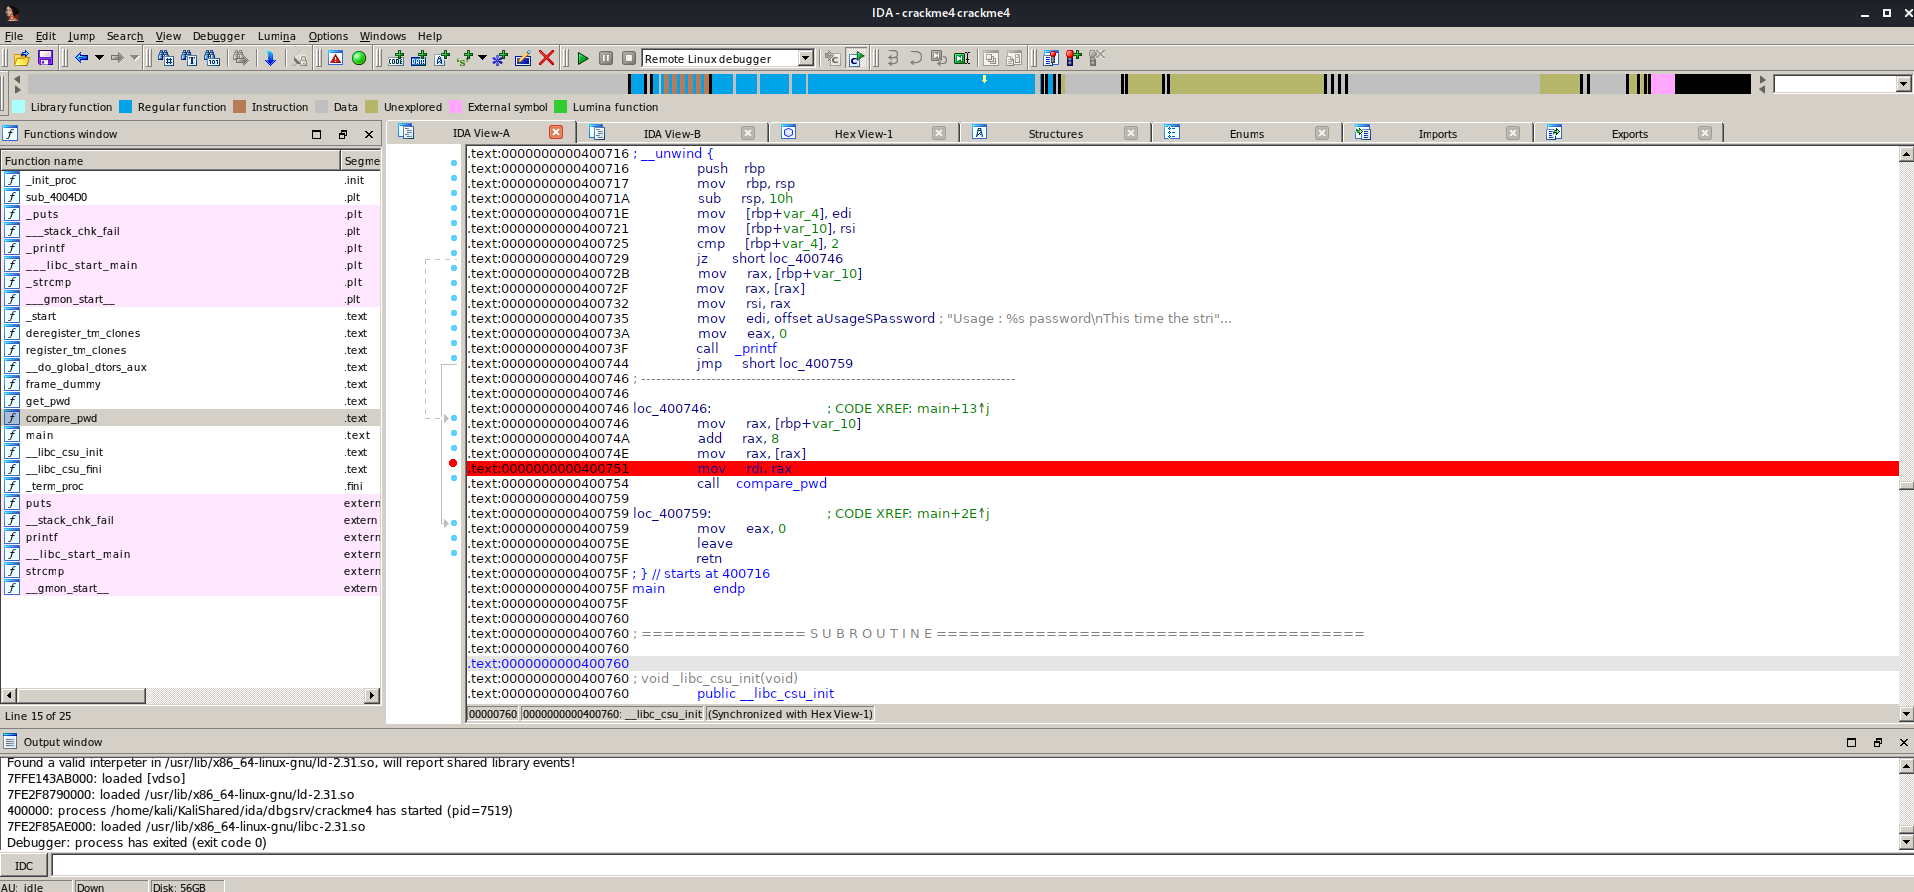 IDA - crackme4 crackme4
File Edit Jump Search View Debugger Lumina Options Windows Help
Remote Linux debugger
Library function Regular function Instruction Data Unexplored External symbol Lumina function
Functions window
Function name Segme
_init_proc .init
sub_4004D0 .plt
_puts .plt
___stack_chk_fail .plt
_printf .plt
___libc_start_main .plt
_strcmp .plt
___gmon_start__ .plt
_start .text
deregister_tm_clones .text
register_tm_clones .text
__do_global_dtors_aux .text
frame_dummy .text
get_pwd .text
compare_pwd .text
main .text
__libc_csu_init .text
__libc_csu_fini .text
_term_proc .fini
puts extern
__stack_chk_fail extern
printf extern
__libc_start_main extern
strcmp extern
__gmon_start__ extern
Line 15 of 25
IDA View-A IDA View-B Hex View-1 Structures Enums Imports Exports
.text:0000000000400716 ; __unwind {
.text:0000000000400716 push rbp
.text:0000000000400717 mov rbp, rsp
.text:000000000040071A sub rsp, 10h
.text:000000000040071E mov [rbp+var_4], edi
.text:0000000000400721 mov [rbp+var_10], rsi
.text:0000000000400725 cmp [rbp+var_4], 2
.text:0000000000400729 jz short loc_400746
.text:000000000040072B mov rax, [rbp+var_10]
.text:000000000040072F mov rax, [rax]
.text:0000000000400732 mov rsi, rax
.text:0000000000400735 mov edi, offset aUsageSPassword ; "Usage : %s password\nThis time the stri"...
.text:000000000040073A mov eax, 0
.text:000000000040073F call _printf
.text:0000000000400744 jmp short loc_400759
.text:0000000000400746 ; ---------------------------------------------------------------------------
.text:0000000000400746
.text:0000000000400746 loc_400746: ; CODE XREF: main+13↑j
.text:0000000000400746 mov rax, [rbp+var_10]
.text:000000000040074A add rax, 8
.text:000000000040074E mov rax, [rax]
.text:0000000000400751 mov rdi, rax
.text:0000000000400754 call compare_pwd
.text:0000000000400759
.text:0000000000400759 loc_400759: ; CODE XREF: main+2E↑j
.text:0000000000400759 mov eax, 0
.text:000000000040075E leave
.text:000000000040075F retn
.text:000000000040075F ; } // starts at 400716
.text:000000000040075F main endp
.text:000000000040075F
.text:0000000000400760
.text:0000000000400760 ; =============== S U B R O U T I N E =======================================
.text:0000000000400760
.text:0000000000400760
.text:0000000000400760 ; void _libc_csu_init(void)
.text:0000000000400760 public __libc_csu_init
00000760 0000000000400760: __libc_csu_init (Synchronized with Hex View-1)
Output window
Found a valid interpeter in /usr/lib/x86_64-linux-gnu/ld-2.31.so, will report shared library events!
7FFE143AB000: loaded [vdso]
7FE2F8790000: loaded /usr/lib/x86_64-linux-gnu/ld-2.31.so
400000: process /home/kali/KaliShared/ida/dbgsrv/crackme4 has started (pid=7519)
7FE2F85AE000: loaded /usr/lib/x86_64-linux-gnu/libc-2.31.so
Debugger: process has exited (exit code 0)
IDC
AU: idle Down Disk: 56GB